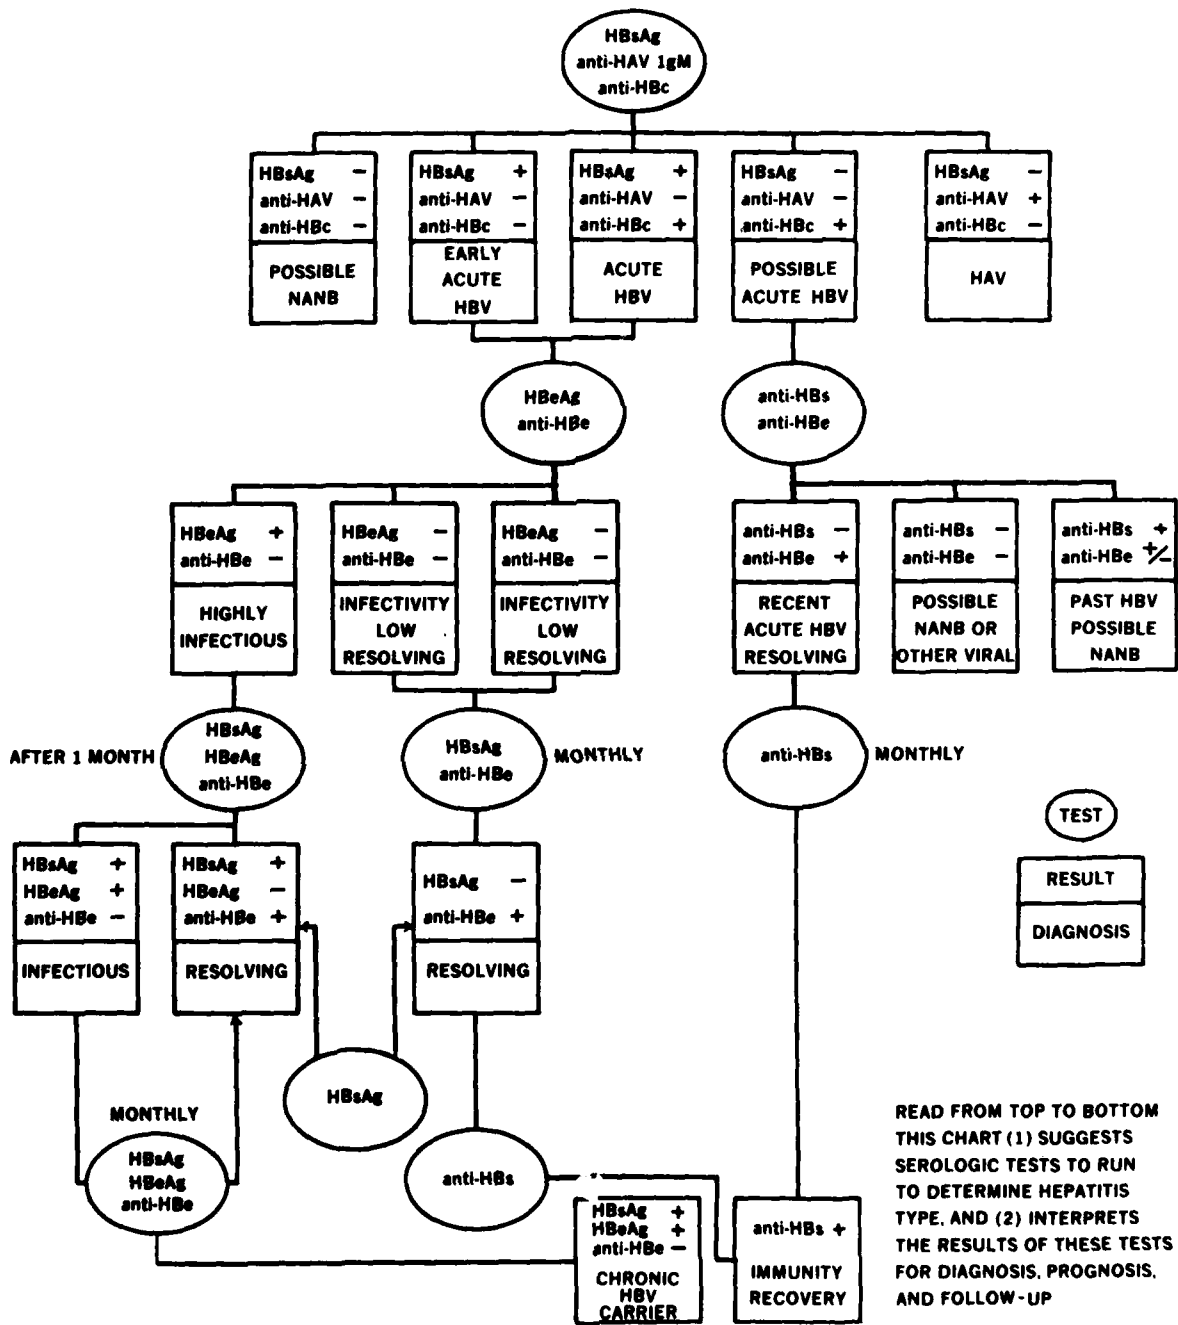 HBsAg
anti-HAV 1gM
anti-HBc
HBsAg −
anti-HAV −
anti-HBc −
POSSIBLE
NANB
HBsAg +
anti-HAV −
anti-HBc −
EARLY
ACUTE
HBV
HBsAg +
anti-HAV −
anti-HBc +
ACUTE
HBV
HBsAg −
anti-HAV −
anti-HBc +
POSSIBLE
ACUTE HBV
HBsAg −
anti-HAV +
anti-HBc −
HAV
HBeAg
anti-HBe
anti-HBs
anti-HBe
HBeAg +
anti-HBe −
HIGHLY
INFECTIOUS
HBeAg −
anti-HBe −
INFECTIVITY
LOW
RESOLVING
HBeAg −
anti-HBe −
INFECTIVITY
LOW
RESOLVING
anti-HBs −
anti-HBe +
RECENT
ACUTE HBV
RESOLVING
anti-HBs −
anti-HBe −
POSSIBLE
NANB OR
OTHER VIRAL
anti-HBs +
anti-HBe +/−
PAST HBV
POSSIBLE
NANB
AFTER 1 MONTH
HBsAg
HBeAg
anti-HBe
HBsAg
anti-HBe
MONTHLY
anti-HBs
MONTHLY
HBsAg +
HBeAg +
anti-HBe −
INFECTIOUS
HBsAg +
HBeAg −
anti-HBe +
RESOLVING
HBsAg −
anti-HBe +
RESOLVING
TEST
RESULT
DIAGNOSIS
HBsAg
MONTHLY
HBsAg
HBeAg
anti-HBe
anti-HBs
HBsAg +
HBeAg +
anti-HBe −
CHRONIC
HBV
CARRIER
anti-HBs +
IMMUNITY
RECOVERY
READ FROM TOP TO BOTTOM
THIS CHART (1) SUGGESTS
SEROLOGIC TESTS TO RUN
TO DETERMINE HEPATITIS
TYPE, AND (2) INTERPRETS
THE RESULTS OF THESE TESTS
FOR DIAGNOSIS, PROGNOSIS,
AND FOLLOW-UP